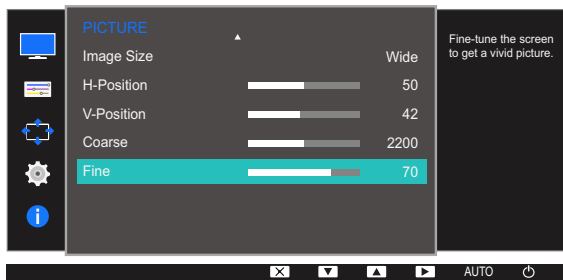 PICTURE
Image Size Wide
H-Position 50
V-Position 42
Coarse 2200
Fine 70
Fine-tune the screen
to get a vivid picture.
AUTO